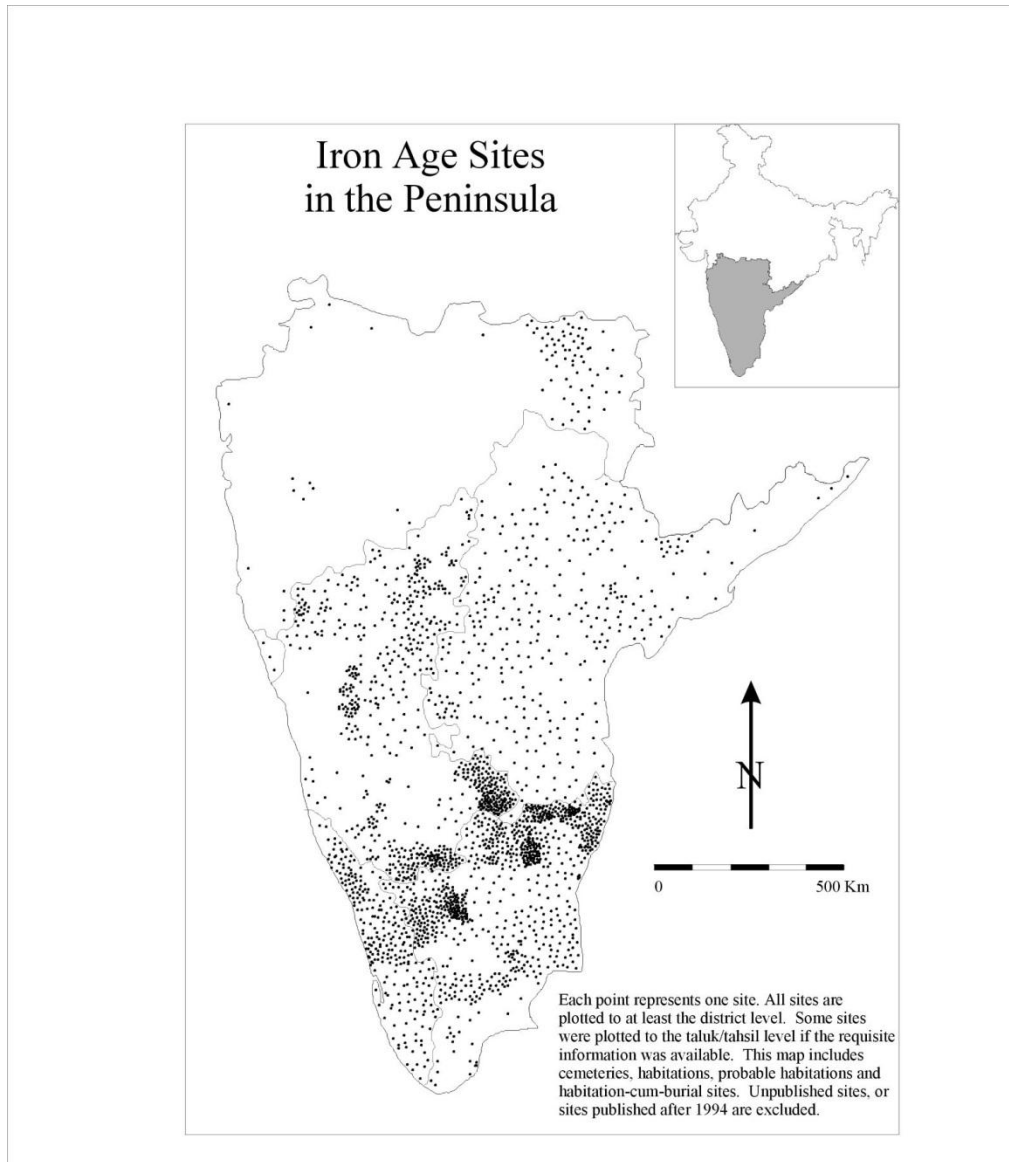 Iron Age Sites
in the Peninsula
N
0 500 Km
Each point represents one site. All sites are
plotted to at least the district level. Some sites
were plotted to the taluk/tahsil level if the requisite
information was available. This map includes
cemeteries, habitations, probable habitations and
habitation-cum-burial sites. Unpublished sites, or
sites published after 1994 are excluded.